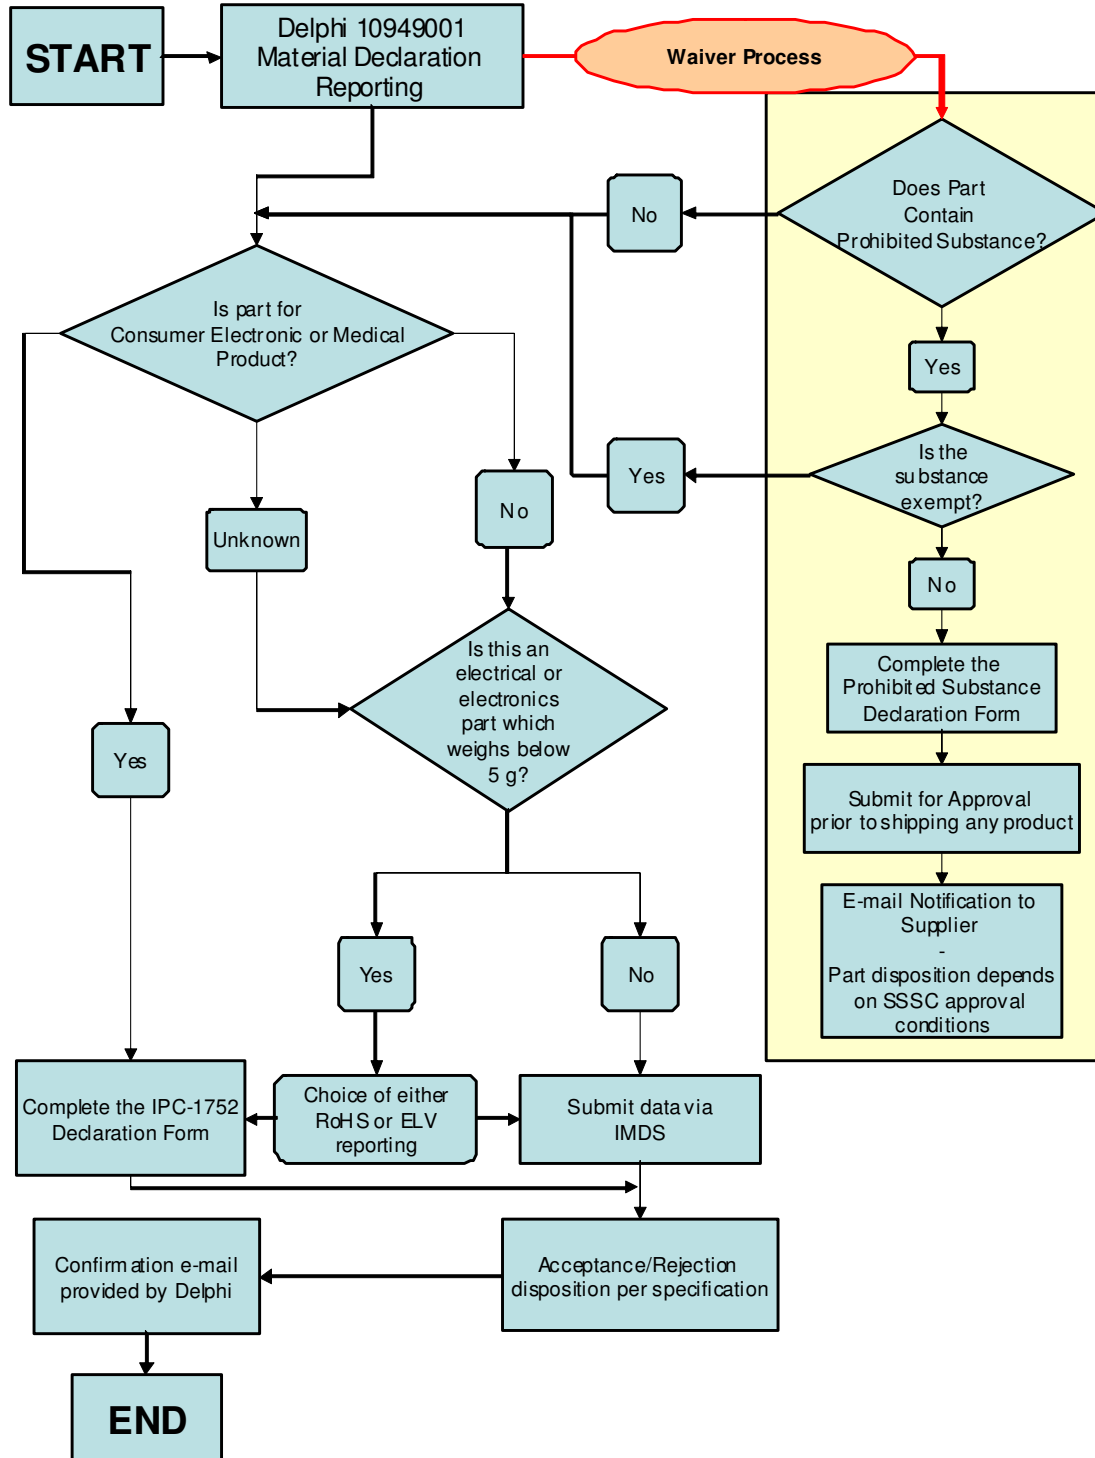 START
Delphi 10949001
Material Declaration
Reporting
Waiver Process
Does Part
Contain
Prohibited Substance?
No
Is part for
Consumer Electronic or Medical
Product?
Yes
Is the
substance
exempt?
Yes
No
Unknown
No
Complete the
Prohibited Substance
Declaration Form
Is this an
electrical or
electronics
part which
weighs below
5 g?
Yes
Submit for Approval
prior to shipping any product
E-mail Notification to
Supplier
-
Part disposition depends
on SSSC approval
conditions
Yes
No
Complete the IPC-1752
Declaration Form
Choice of either
RoHS or ELV
reporting
Submit data via
IMDS
Confirmation e-mail
provided by Delphi
Acceptance/Rejection
disposition per specification
END